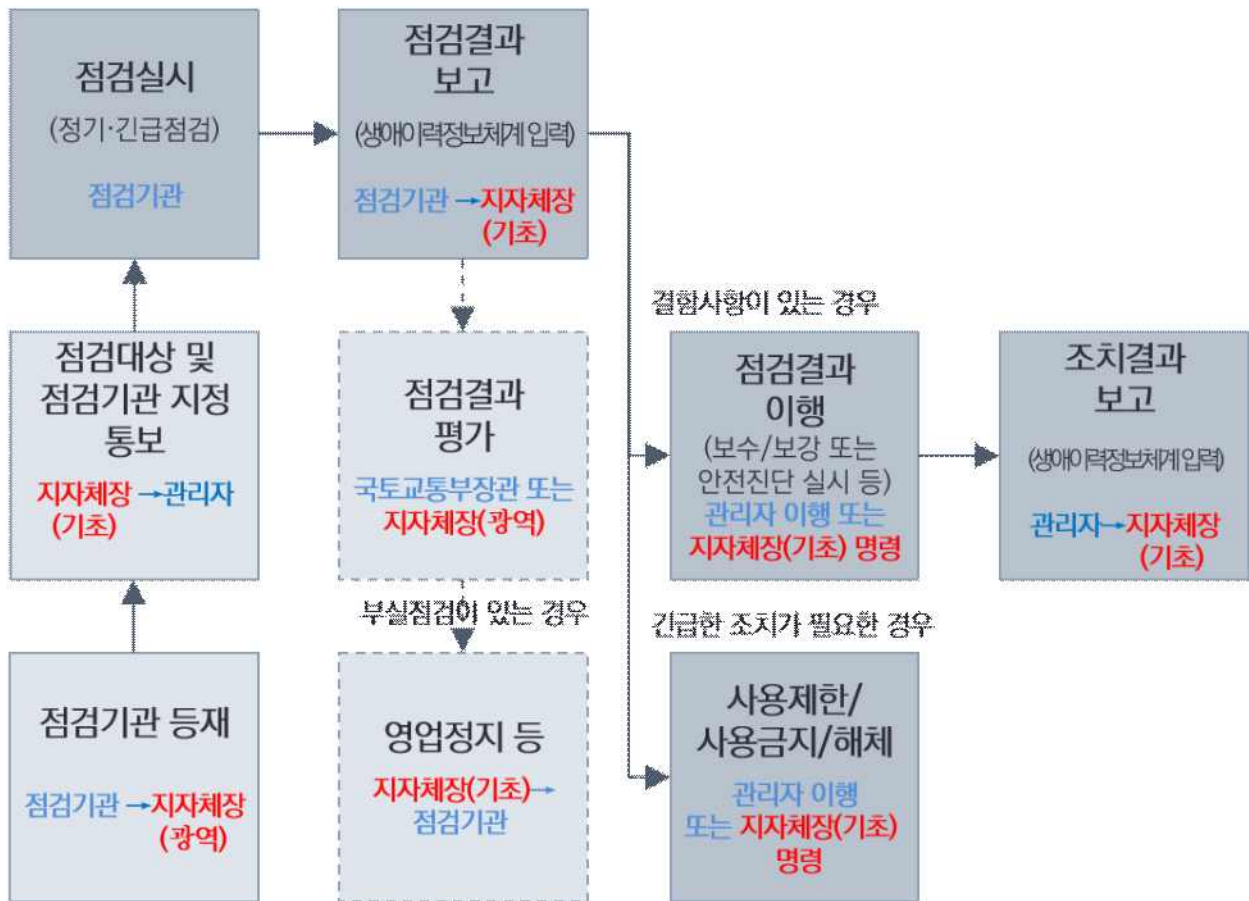 점검실시
(정기·긴급점검)
점검기관
점검결과
보고
(생애이력정보체계 입력)
점검기관→지자체장
(기초)
점검대상 및
점검기관 지정
통보
지자체장→관리자
(기초)
점검결과
평가
국토교통부장관 또는
지자체장(광역)
결함사항이 있는 경우
점검결과
이행
(보수/보강 또는
안전진단 실시 등)
관리자 이행 또는
지자체장(기초) 명령
조치결과
보고
(생애이력정보체계 입력)
관리자→지자체장
(기초)
점검기관 등재
점검기관→지자체장
(광역)
부실점검이 있는 경우
영업정지 등
지자체장(기초)→
점검기관
긴급한 조치가 필요한 경우
사용제한/
사용금지/해체
관리자 이행
또는 지자체장(기초)
명령